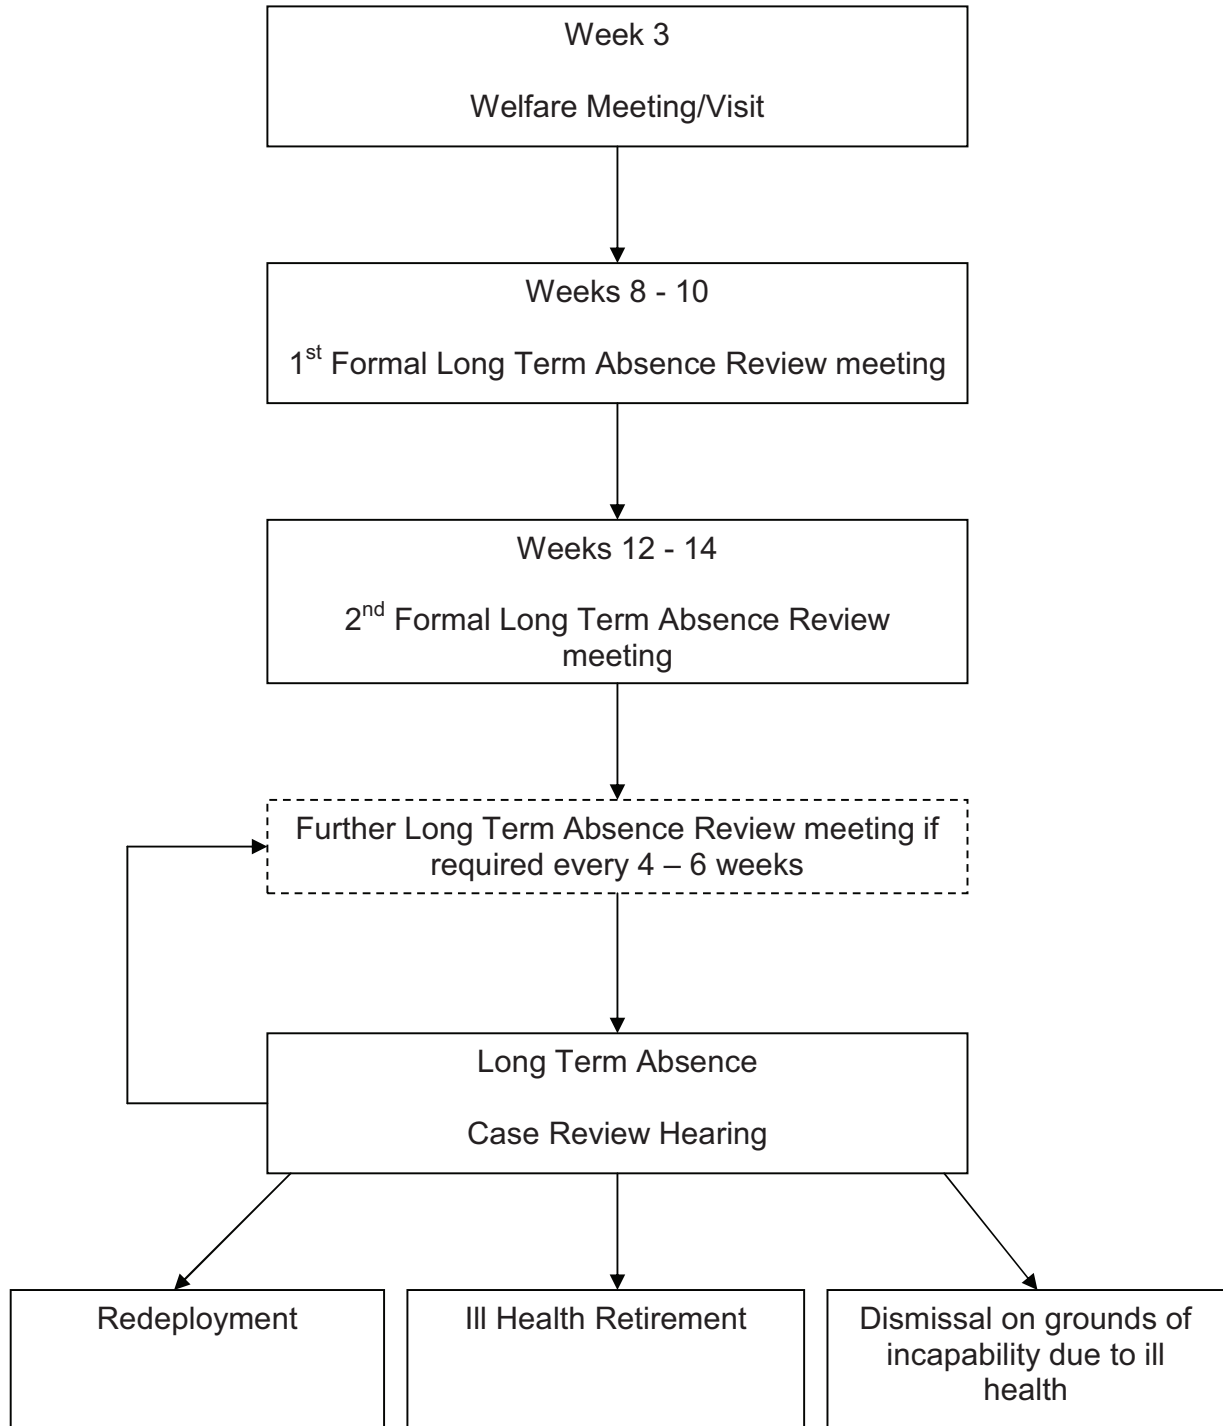 Week 3
Welfare Meeting/Visit
Weeks 8 - 10
1st Formal Long Term Absence Review meeting
Weeks 12 - 14
2nd Formal Long Term Absence Review
meeting
Further Long Term Absence Review meeting if
required every 4 – 6 weeks
Long Term Absence
Case Review Hearing
Redeployment
Ill Health Retirement
Dismissal on grounds of
incapability due to ill
health